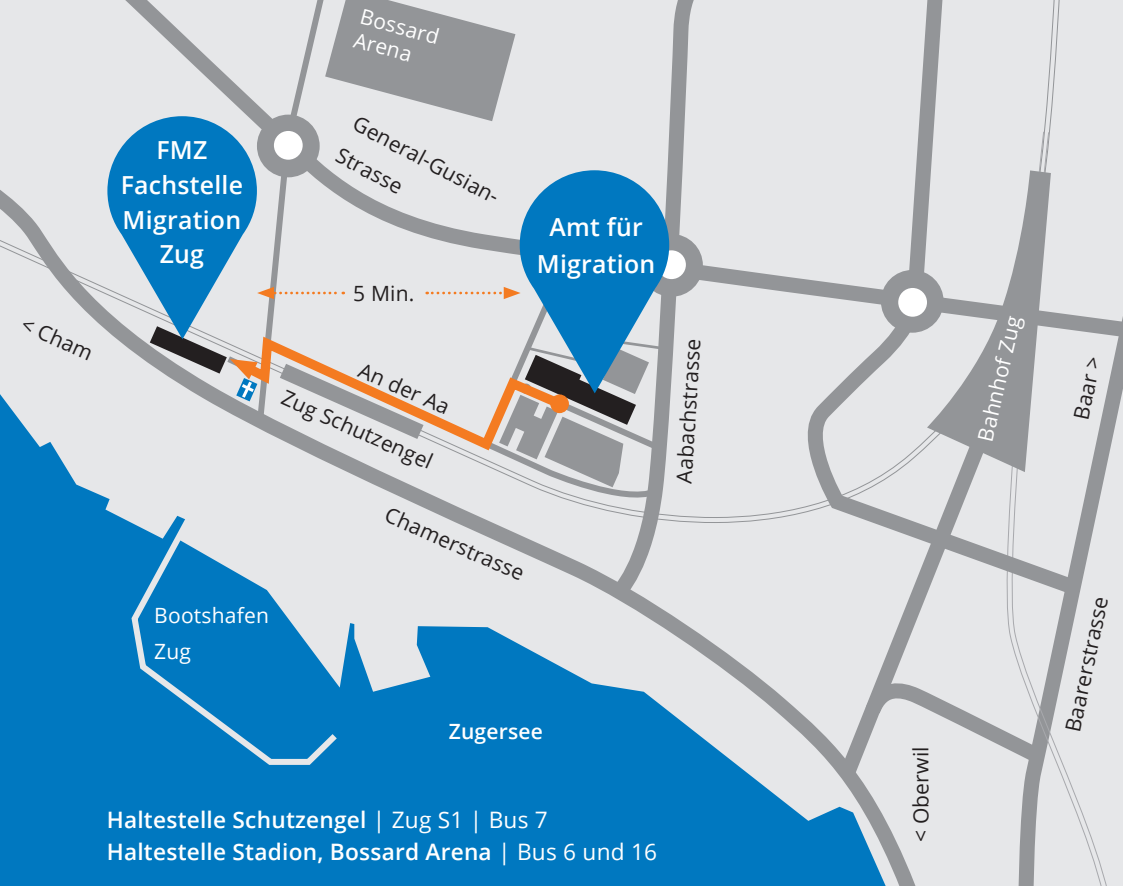 Bossard
Arena
General-Gusian-
Strasse
FMZ
Fachstelle
Migration
Zug
Amt für
Migration
5 Min.
< Cham
An der Aa
Zug Schutzengel
Aabachstrasse
Bahnhof Zug
Baar >
Chamerstrasse
Bootshafen
Zug
Baarerstrasse
Zugersee
< Oberwil
Haltestelle Schutzengel | Zug S1 | Bus 7
Haltestelle Stadion, Bossard Arena | Bus 6 und 16